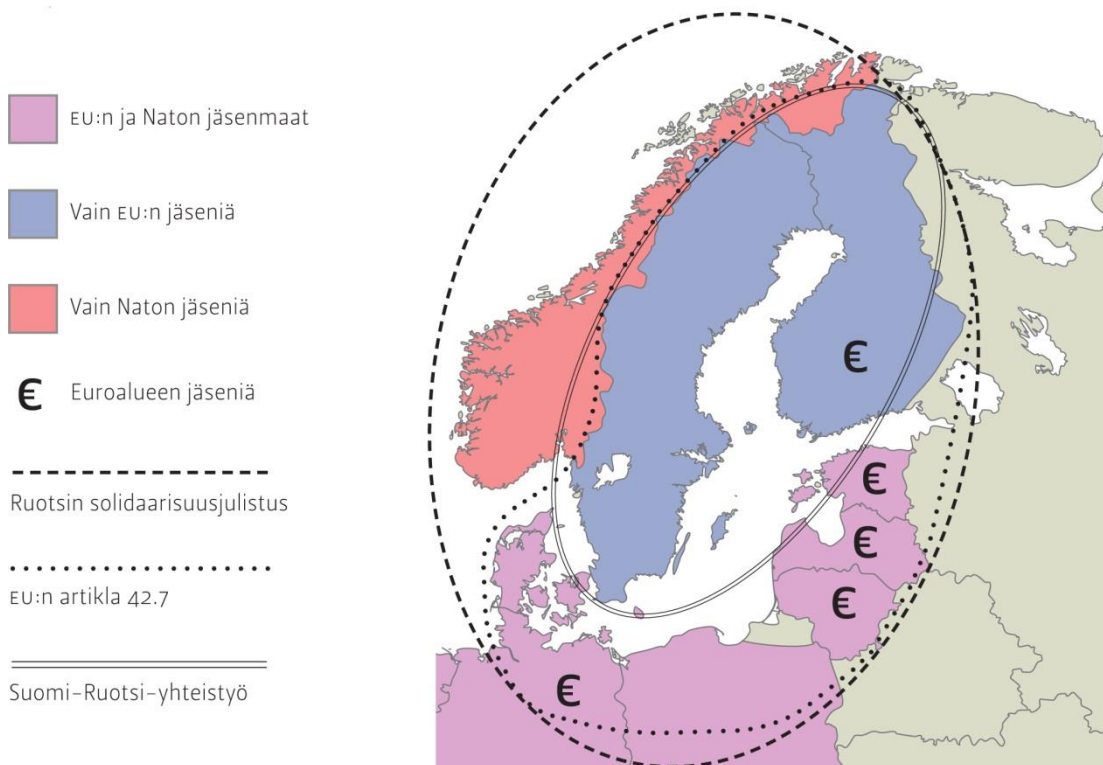 EU:n ja Naton jäsenmaat
Vain EU:n jäseniä
Vain Naton jäseniä
€ Euroalueen jäseniä
Ruotsin solidaarisuusjulistus
EU:n artikla 42.7
Suomi–Ruotsi–yhteistyö
€
€
€
€
€